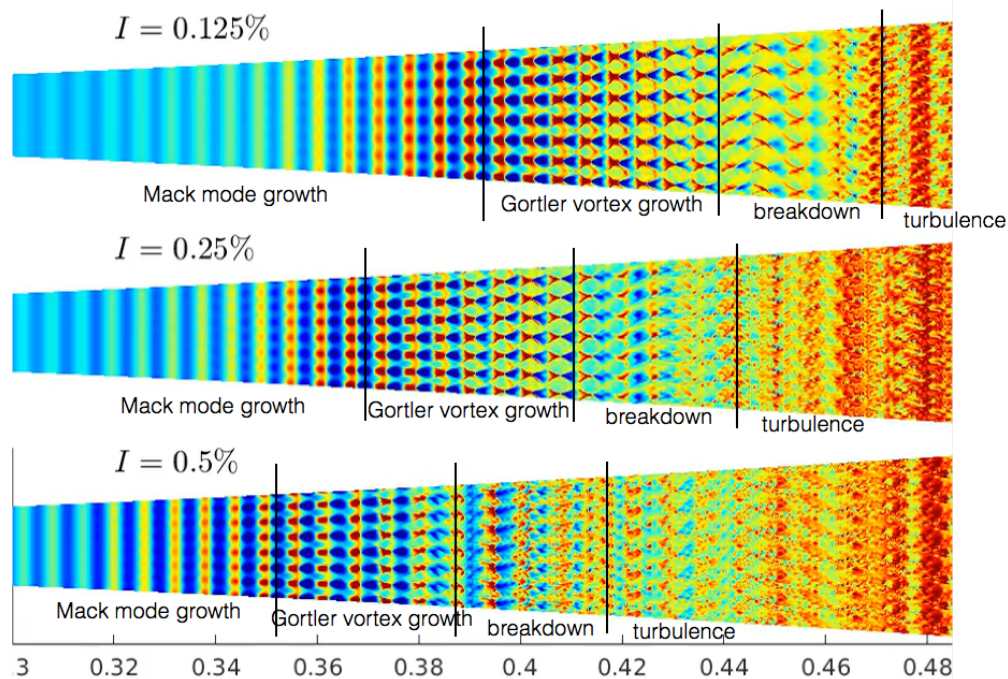 I = 0.125%
Mack mode growth
Gortler vortex growth
breakdown
turbulence
I = 0.25%
Mack mode growth
Gortler vortex growth
breakdown
turbulence
I = 0.5%
Mack mode growth
Gortler vortex growth
breakdown
turbulence
.3 0.32 0.34 0.36 0.38 0.4 0.42 0.44 0.46 0.48